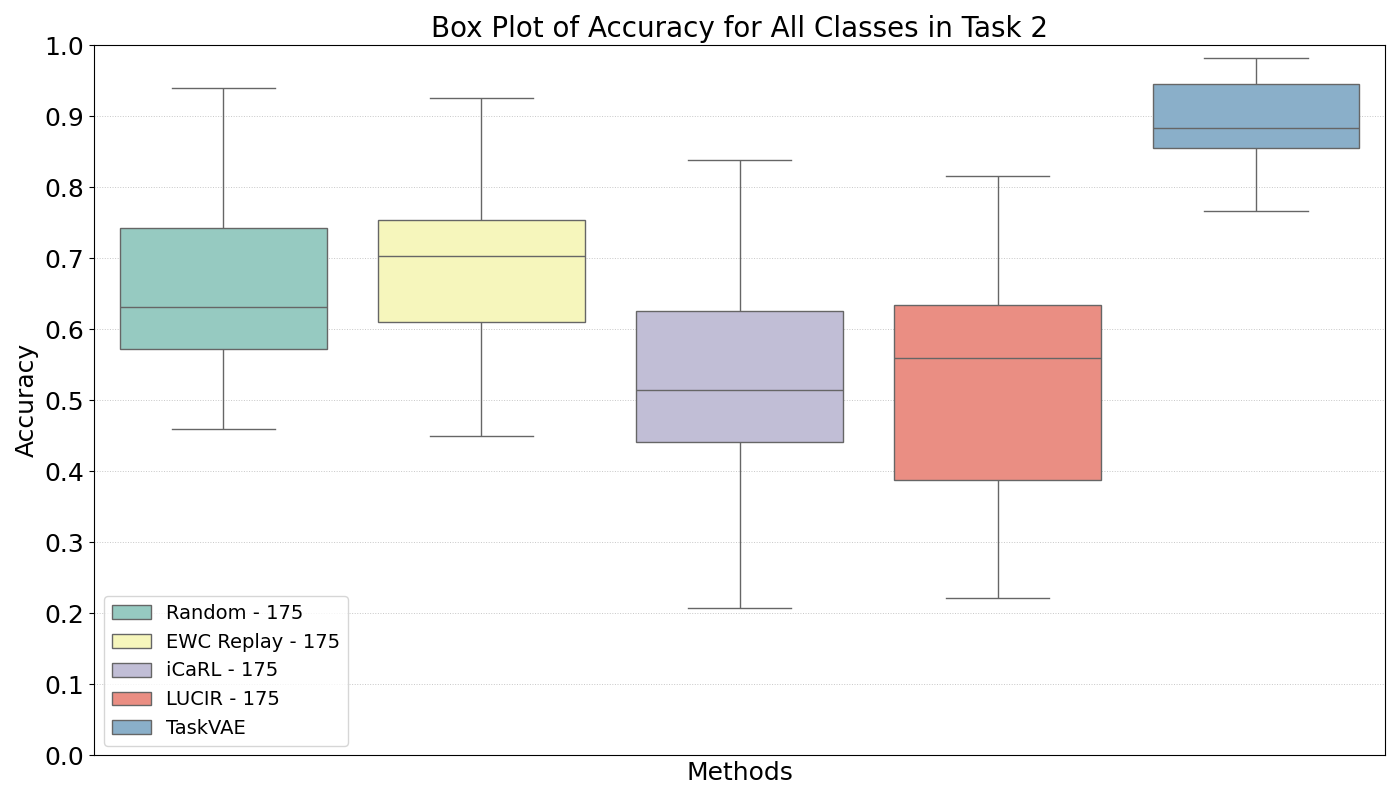 Box Plot of Accuracy for All Classes in Task 2
1.0
0.9
0.8
0.7
0.6
0.5
0.4
0.3
0.2
0.1
0.0
Accuracy
Random - 175
EWC Replay - 175
iCaRL - 175
LUCIR - 175
TaskVAE
Methods